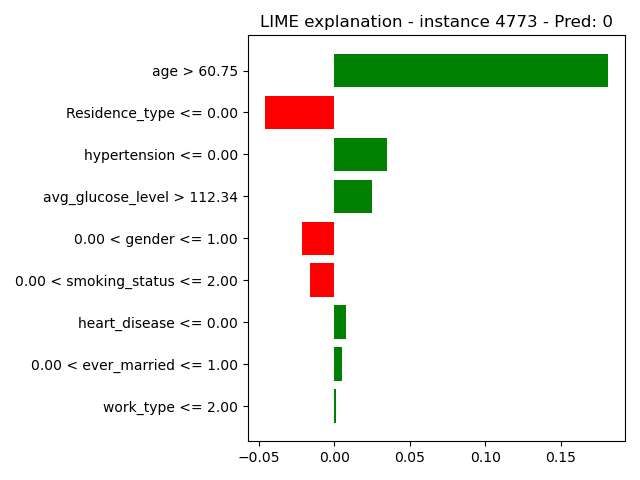 LIME explanation - instance 4773 - Pred: 0
age > 60.75
Residence_type <= 0.00
hypertension <= 0.00
avg_glucose_level > 112.34
0.00 < gender <= 1.00
0.00 < smoking_status <= 2.00
heart_disease <= 0.00
0.00 < ever_married <= 1.00
work_type <= 2.00
−0.05 0.00 0.05 0.10 0.15